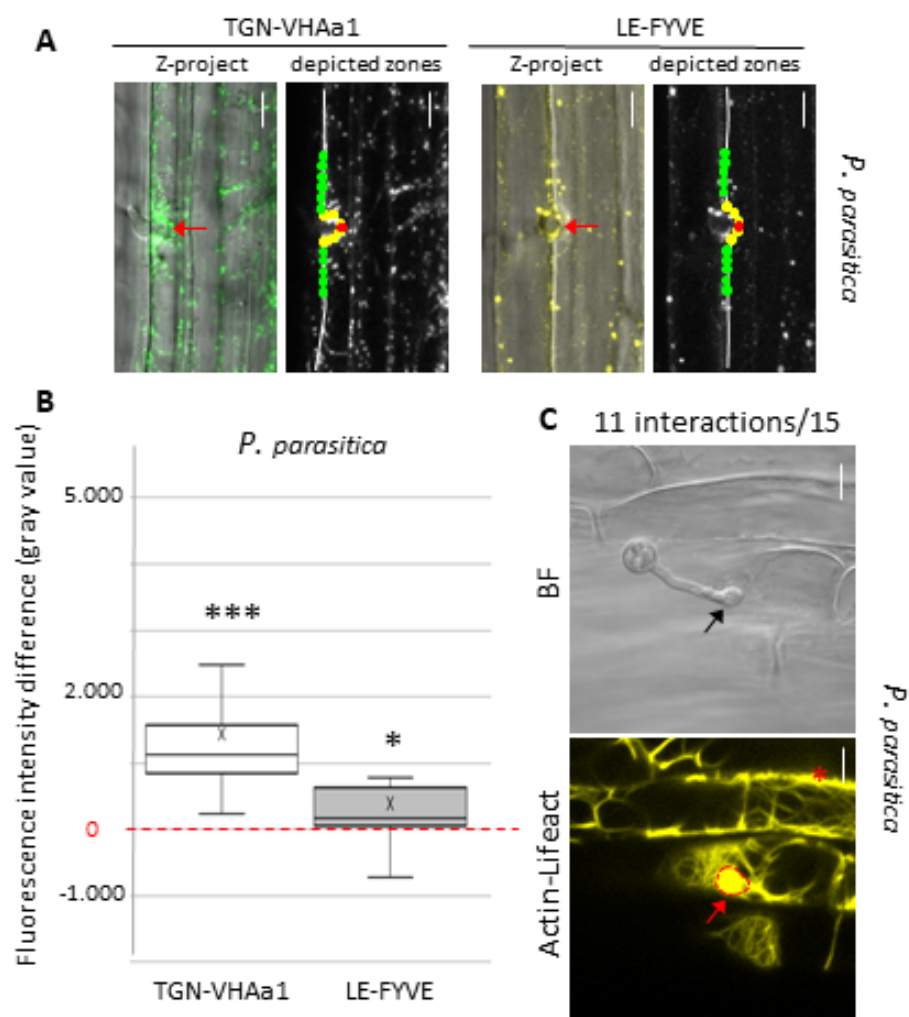 A
TGN-VHAa1
LE-FYVE
Z-project
depicted zones
Z-project
depicted zones
P. parasitica
B
P. parasitica
Fluorescence intensity difference (gray value)
5.000
2.000
0
-1.000
***
*
X
X
TGN-VHAa1
LE-FYVE
C
11 interactions/15
BF
Actin-Lifeact
*
P. parasitica